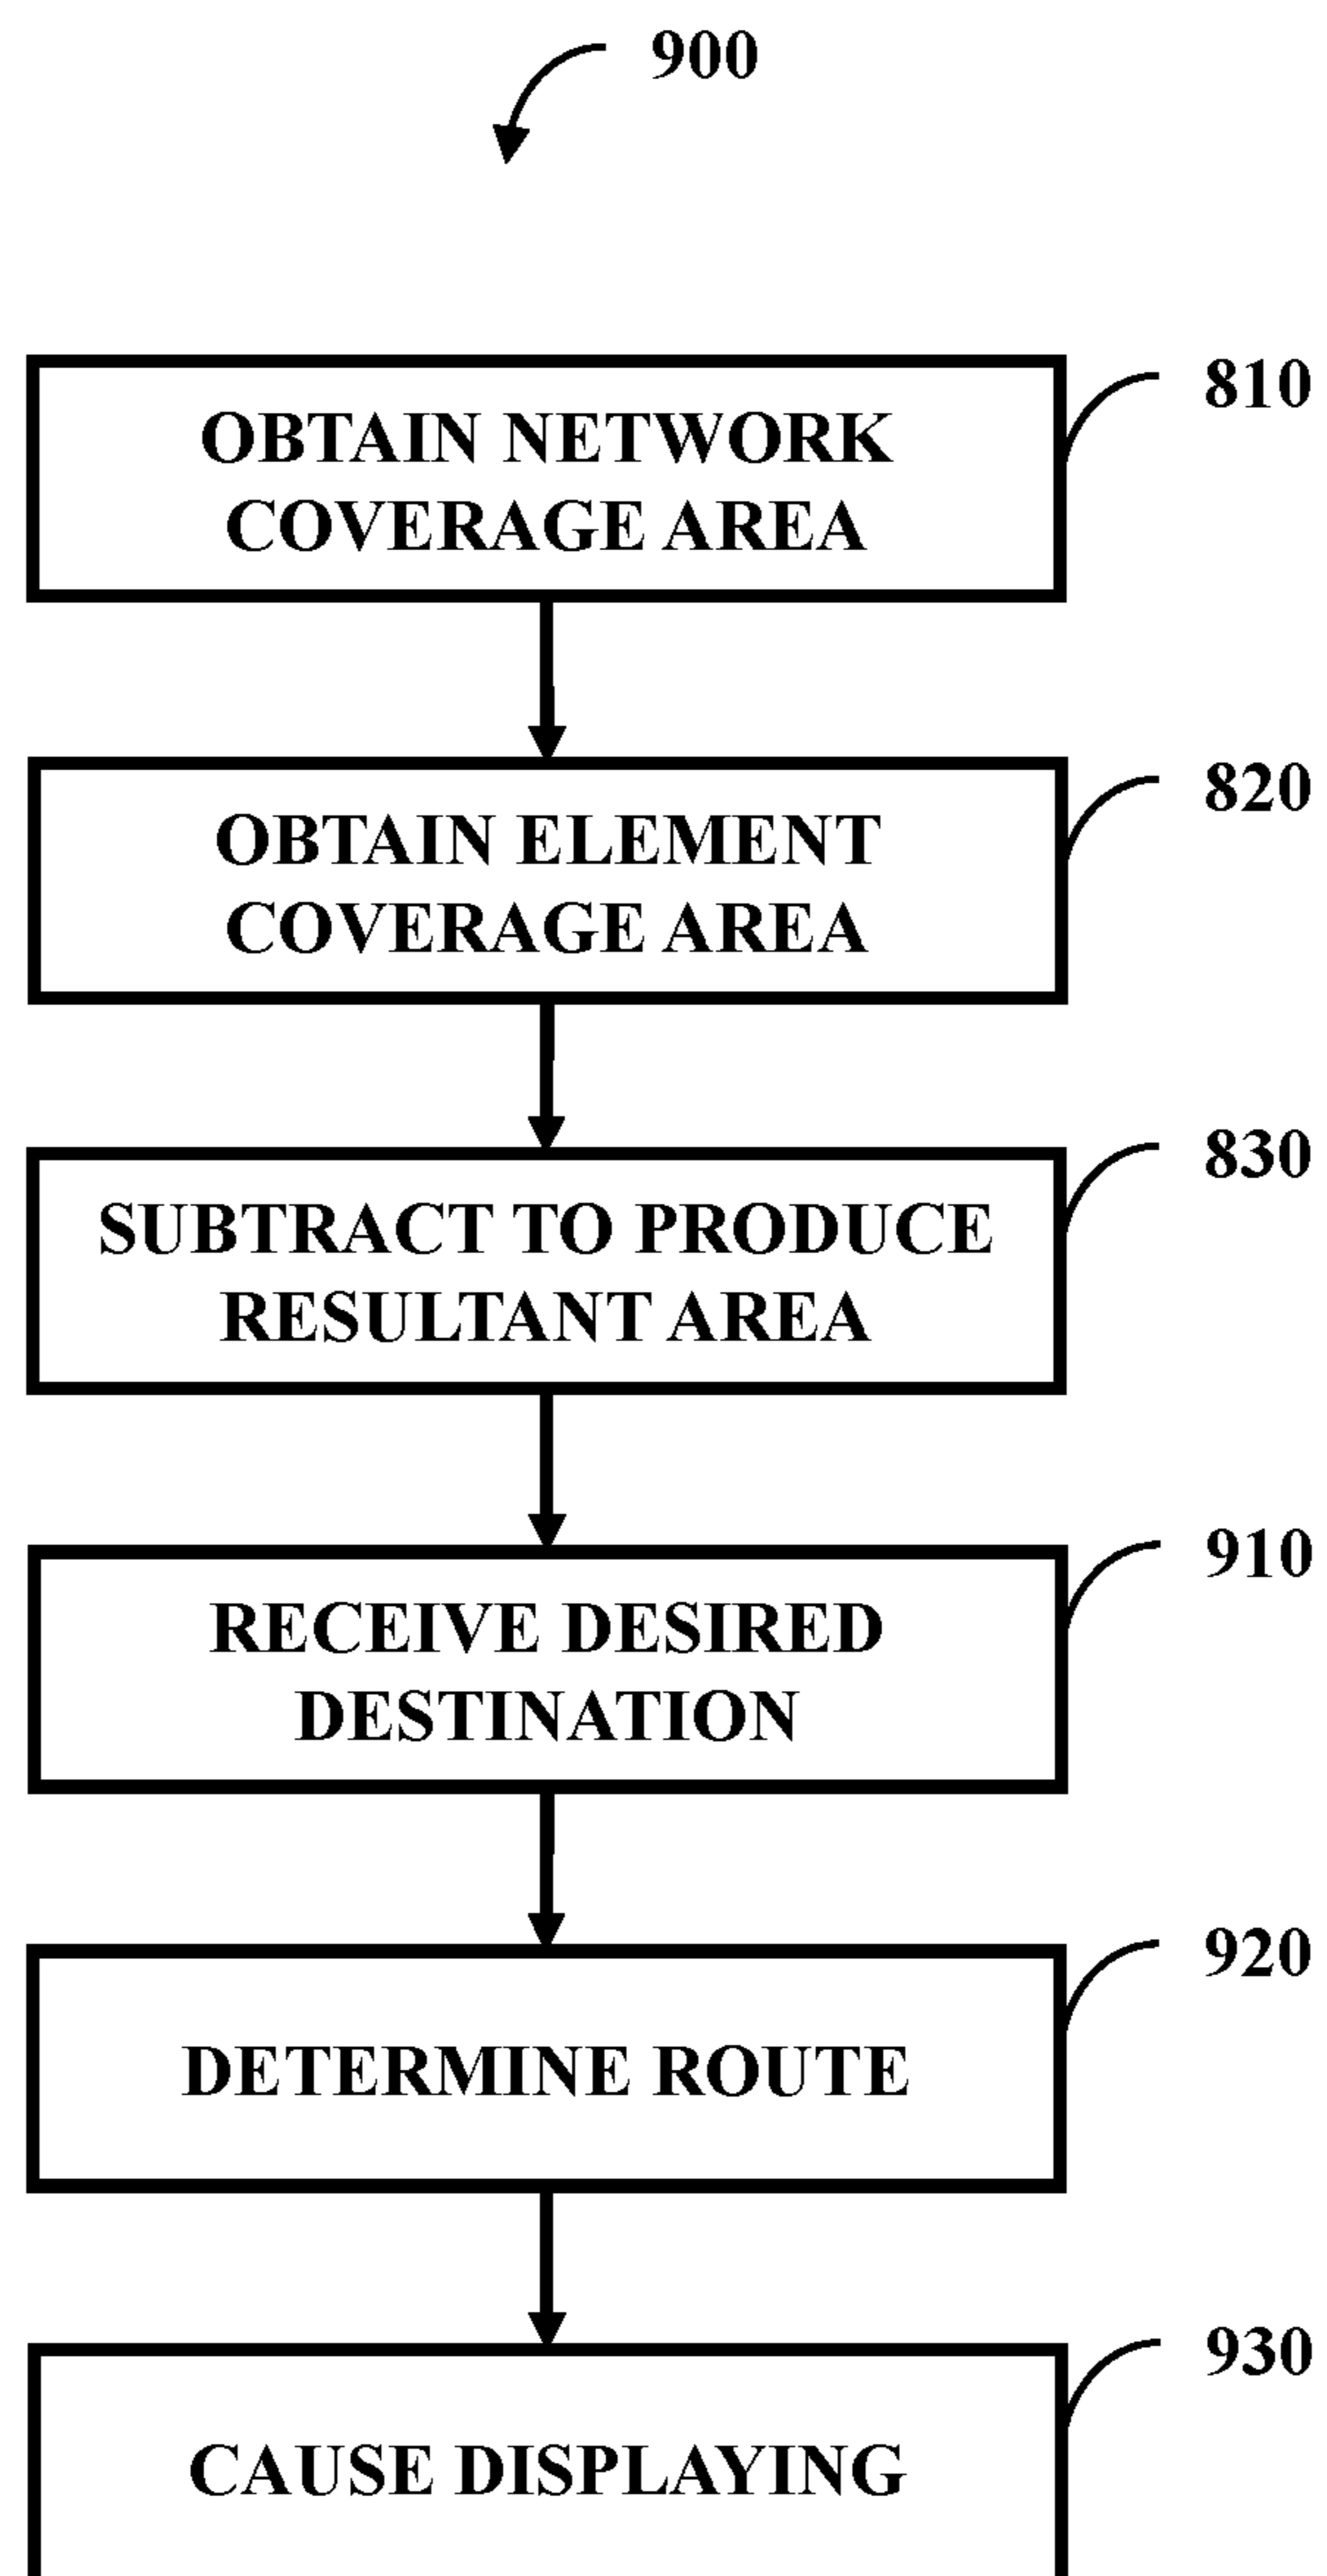 900
810
OBTAIN NETWORK
COVERAGE AREA
820
OBTAIN ELEMENT
COVERAGE AREA
830
SUBTRACT TO PRODUCE
RESULTANT AREA
910
RECEIVE DESIRED
DESTINATION
920
DETERMINE ROUTE
930
CAUSE DISPLAYING